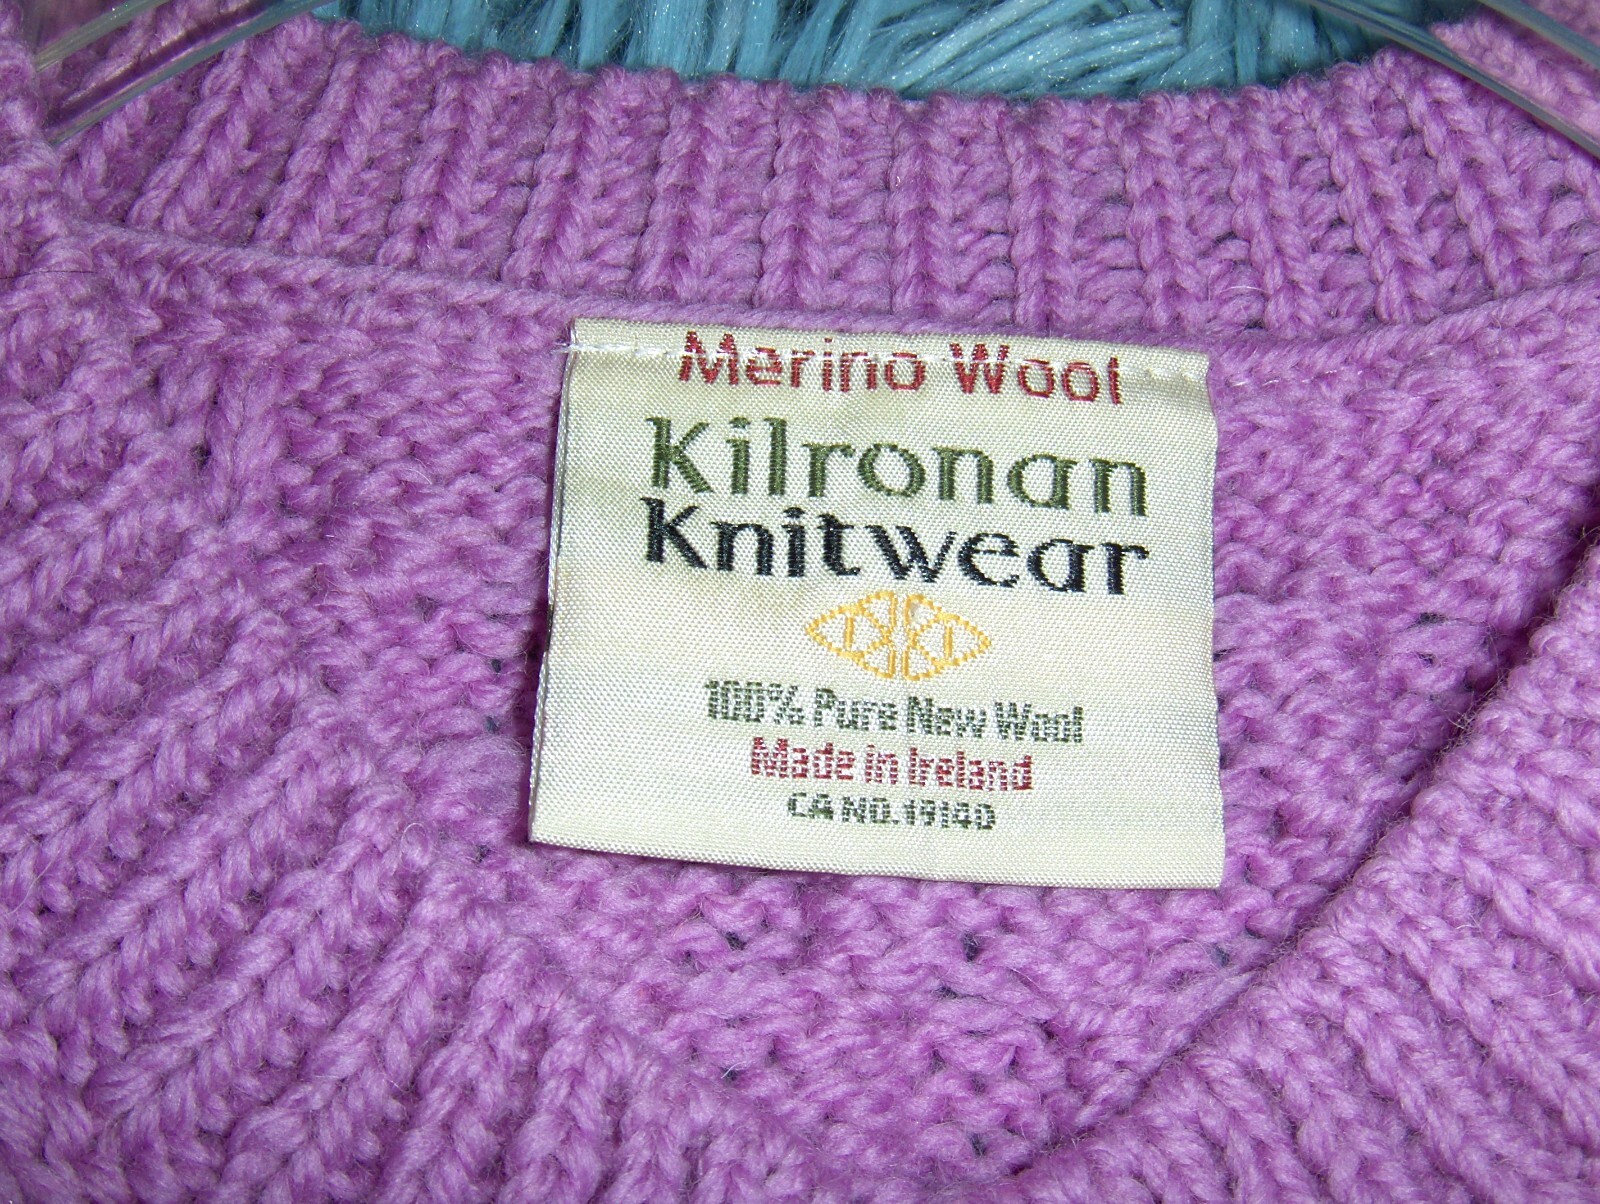 Merino Wool
Kilronan
Knitwear
100% Pure New Wool
Made in Ireland
CA NO. 19140